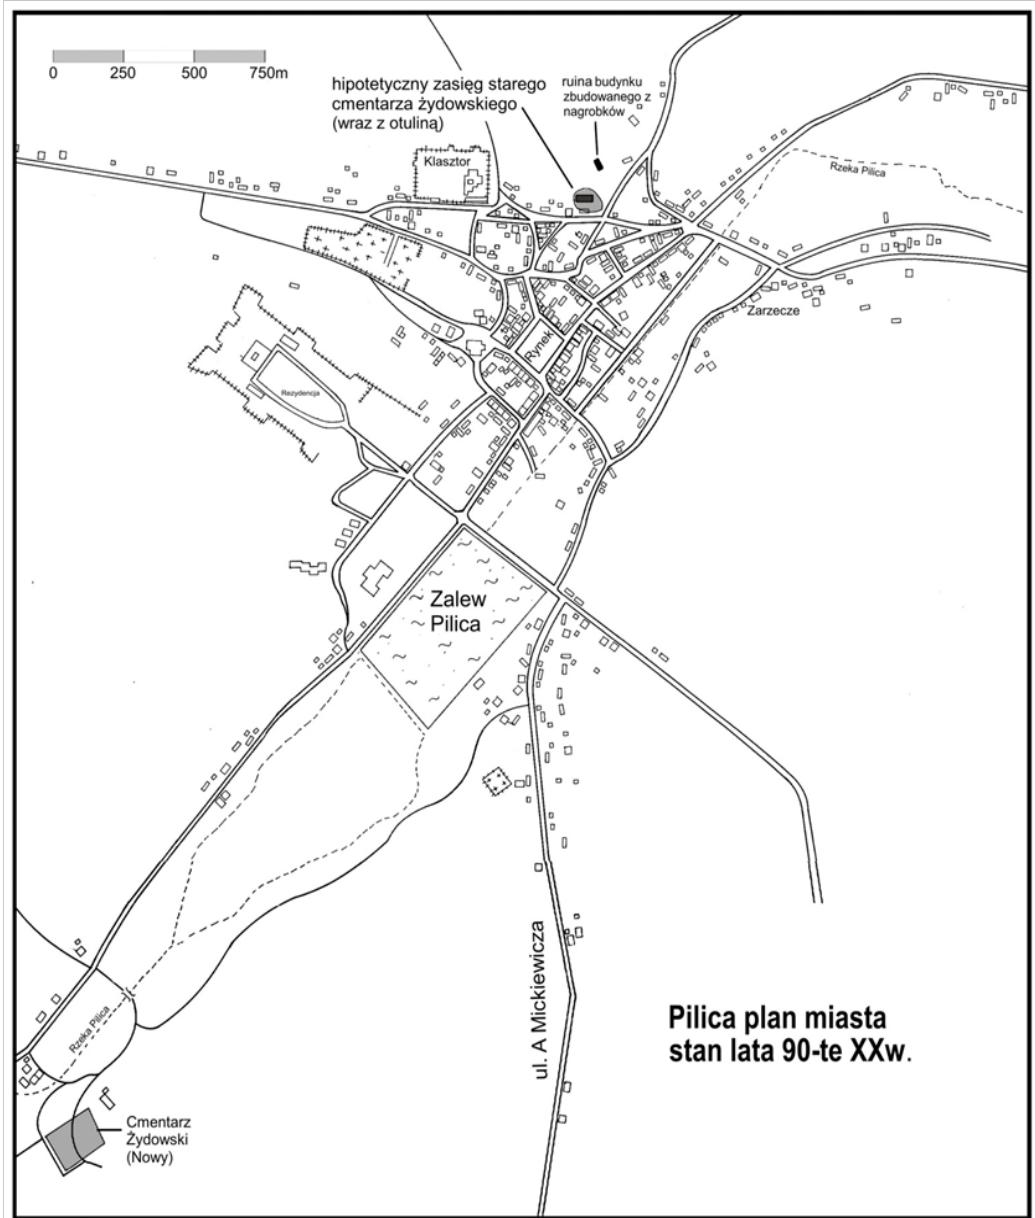 0 250 500 750m
hipotetyczny zasięg starego
cmentarza żydowskiego
(wraz z otuliną)
ruina budynku
zbudowanego z
nagrobków
Klasztor
Rzeka Pilica
Zarzecze
Rynek
Rezydencja
Zalew
Pilica
ul. A Mickiewicza
Pilica plan miasta
stan lata 90-te XXw.
Rzeka Pilica
Cmentarz
Żydowski
(Nowy)